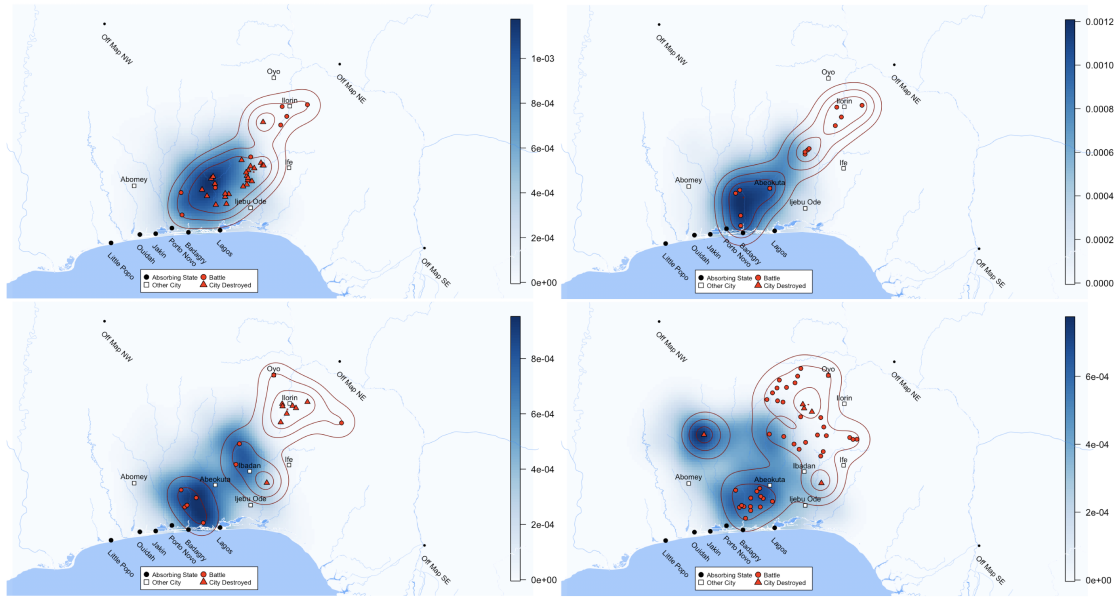 Off Map NW
Oyo
Off Map NE
Ilorin
Ife
Abomey
Ijebu Ode
Little Popo
Ouidah
Jakin
Porto Novo
Badagry
Lagos
Off Map SE
Absorbing State Battle
Other City City Destroyed
1e-03
8e-04
6e-04
4e-04
2e-04
0e+00
Off Map NW
Oyo
Off Map NE
Ilorin
Ife
Abomey
Abeokuta
Ijebu Ode
Little Popo
Ouidah
Jakin
Porto Novo
Badagry
Lagos
Off Map SE
Absorbing State Battle
Other City City Destroyed
0.0012
0.0010
0.0008
0.0006
0.0004
0.0002
0.0000
Off Map NW
Oyo
Off Map NE
Ilorin
Ibadan
Ife
Abomey
Abeokuta
Ijebu Ode
Little Popo
Ouidah
Jakin
Porto Novo
Badagry
Lagos
Off Map SE
Absorbing State Battle
Other City City Destroyed
8e-04
6e-04
4e-04
2e-04
0e+00
Off Map NW
Oyo
Off Map NE
Ilorin
Ibadan
Ife
Abomey
Abeokuta
Ijebu Ode
Little Popo
Ouidah
Jakin
Porto Novo
Badagry
Lagos
Off Map SE
Absorbing State Battle
Other City City Destroyed
6e-04
4e-04
2e-04
0e+00